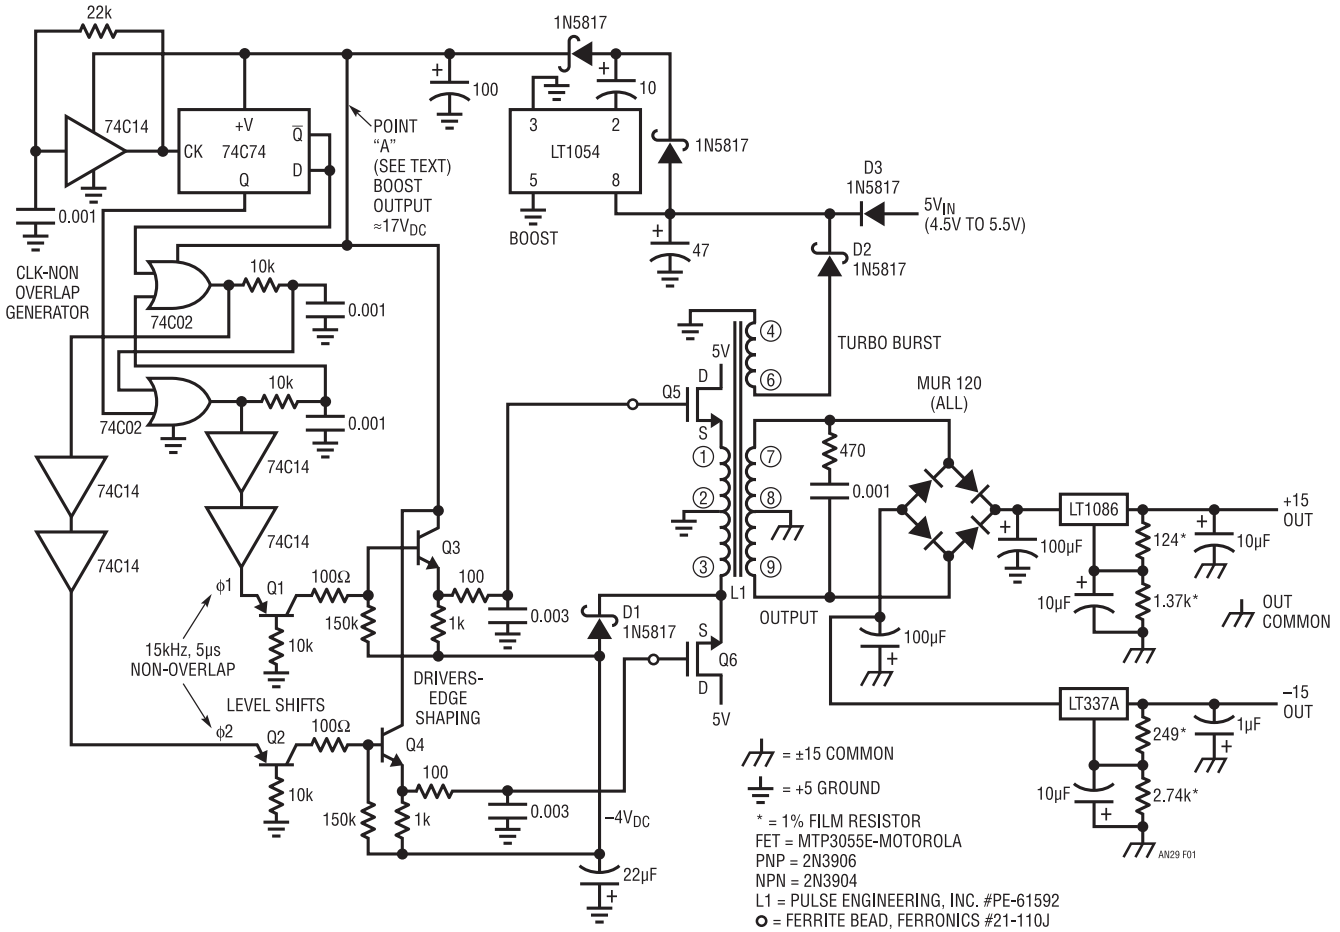 22k
74C14
+V
Q̅
CK
74C74
D
Q
0.001
CLK-NON
OVERLAP
GENERATOR
POINT
“A”
(SEE TEXT)
BOOST
OUTPUT
≈17VDC
+
100
1N5817
+
10
3
2
LT1054
5
8
BOOST
1N5817
+
47
D3
1N5817
5VIN
(4.5V TO 5.5V)
D2
1N5817
TURBO BURST
10k
74C02
0.001
10k
74C02
0.001
74C14
74C14
74C14
74C14
ϕ1
Q1
100Ω
10k
150k
15kHz, 5µs
NON-OVERLAP
LEVEL SHIFTS
ϕ2
Q2
100Ω
10k
150k
Q3
100
1k
0.003
DRIVERS-
EDGE
SHAPING
Q4
100
1k
0.003
D1
1N5817
–4VDC
22µF
+
5V
D
Q5
S
1
2
3
4
6
7
8
9
L1
S
Q6
D
5V
OUTPUT
470
0.001
MUR 120
(ALL)
+
100µF
LT1086
+15
OUT
124*
+
10µF
+
10µF
1.37k*
OUT
COMMON
100µF
+
LT337A
–15
OUT
249*
1µF
+
10µF
+
2.74k*
= ±15 COMMON
= +5 GROUND
* = 1% FILM RESISTOR
FET = MTP3055E-MOTOROLA
PNP = 2N3906
NPN = 2N3904
L1 = PULSE ENGINEERING, INC. #PE-61592
= FERRITE BEAD, FERRONICS #21-110J
AN29 F01